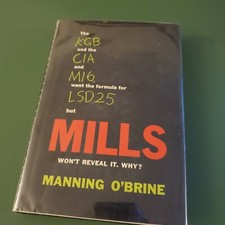 The
KGB
and the
CIA
and
MI6
want the formula for
LSD25
but
MILLS
WON'T REVEAL IT. WHY?
MANNING O'BRINE